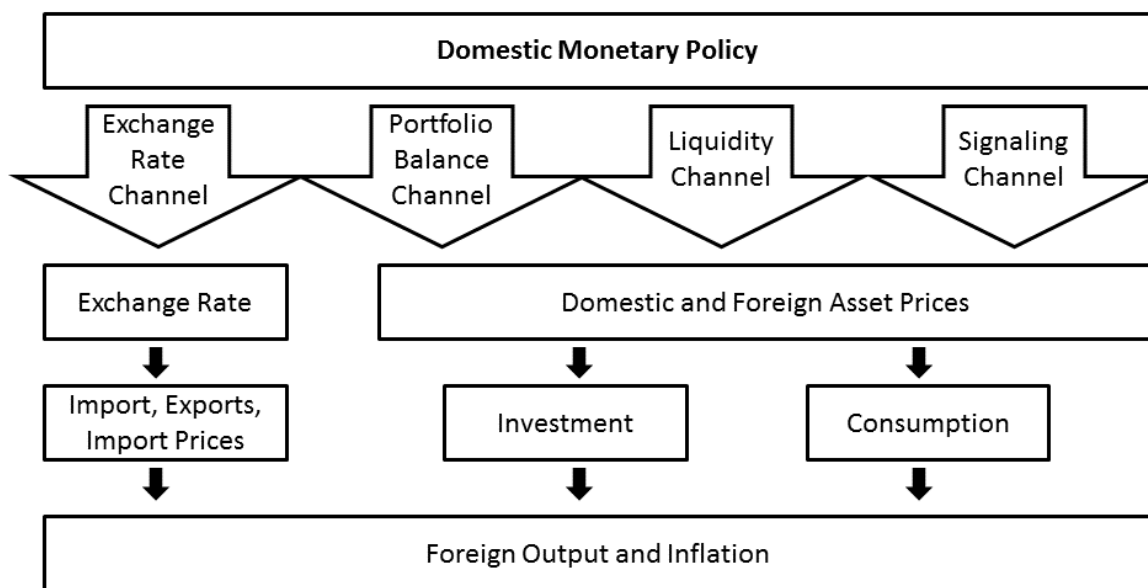 Domestic Monetary Policy
Exchange
Rate
Channel
Portfolio
Balance
Channel
Liquidity
Channel
Signaling
Channel
Exchange Rate
Domestic and Foreign Asset Prices
Import, Exports,
Import Prices
Investment
Consumption
Foreign Output and Inflation